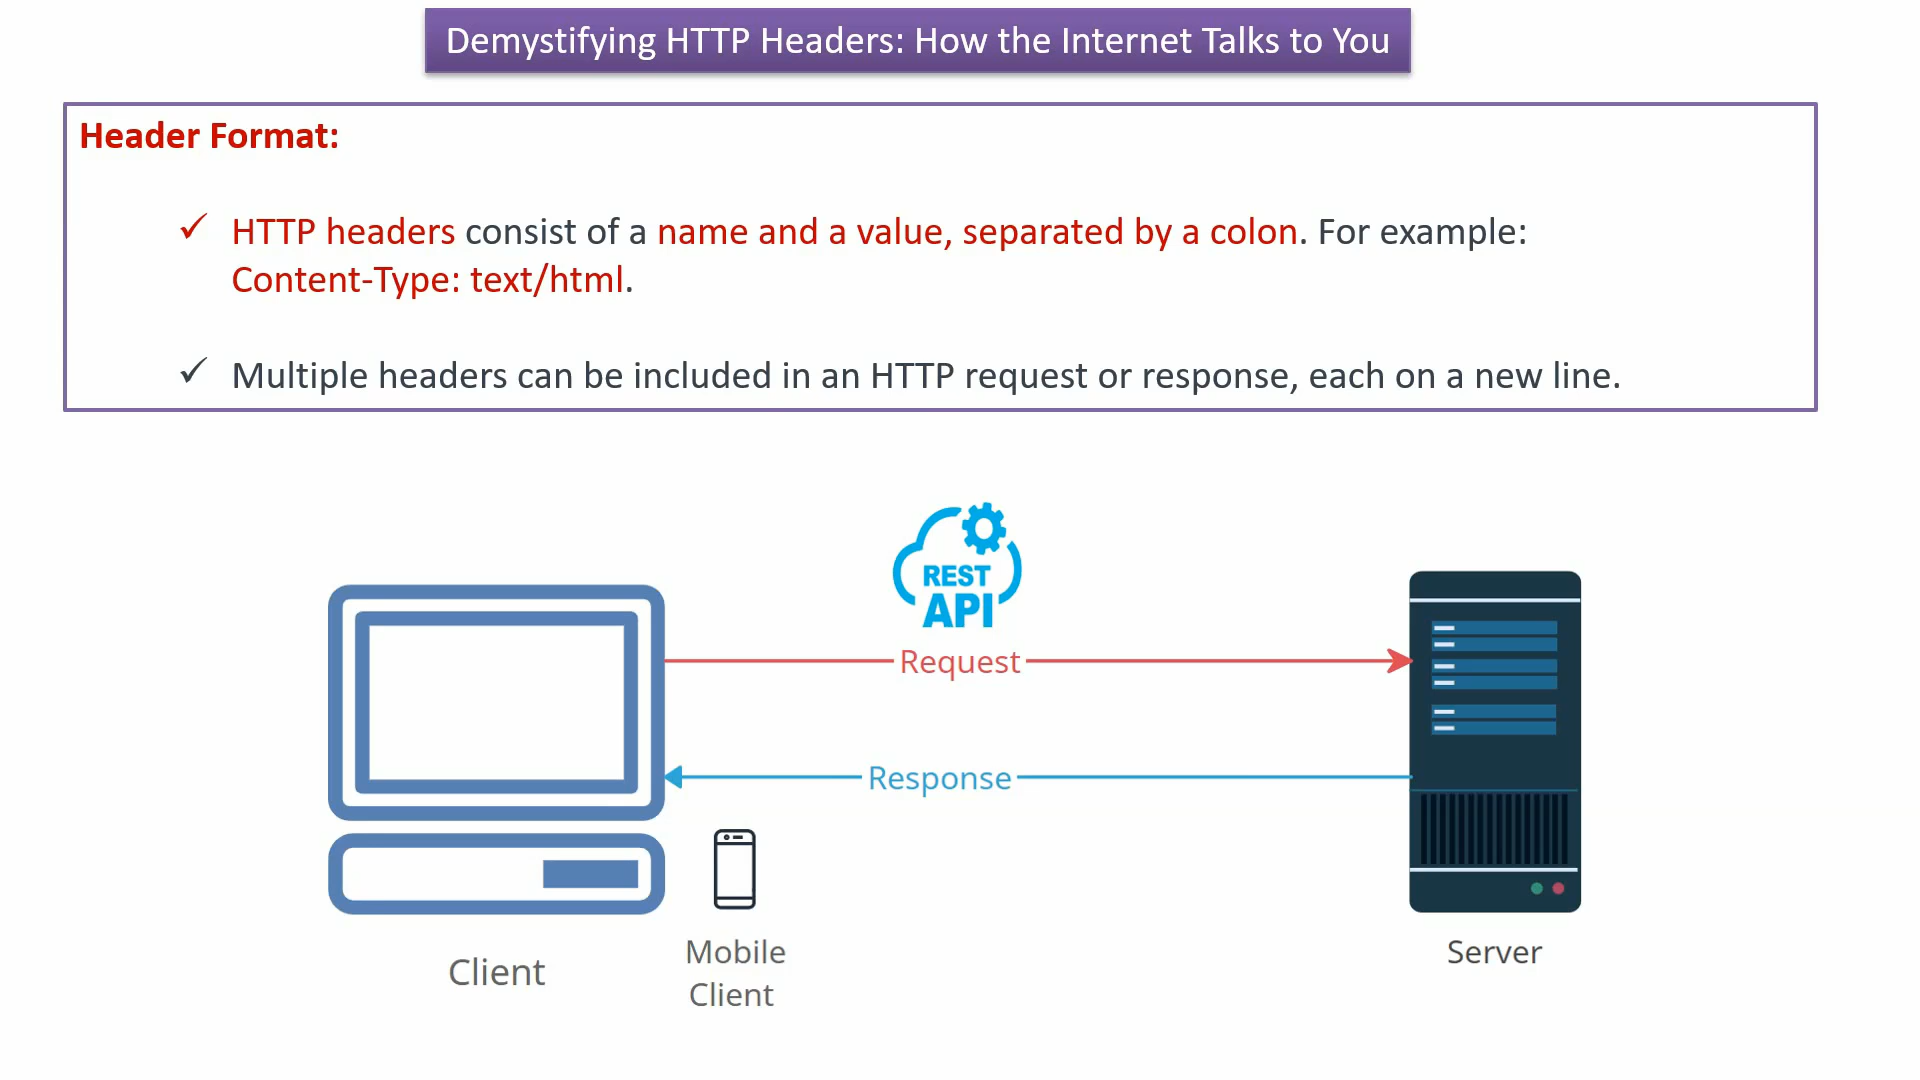 Demystifying HTTP Headers: How the Internet Talks to You
Header Format:
✓ HTTP headers consist of a name and a value, separated by a colon. For example:
Content-Type: text/html.
✓ Multiple headers can be included in an HTTP request or response, each on a new line.
REST
API
Request
Response
Client
Mobile
Client
Server